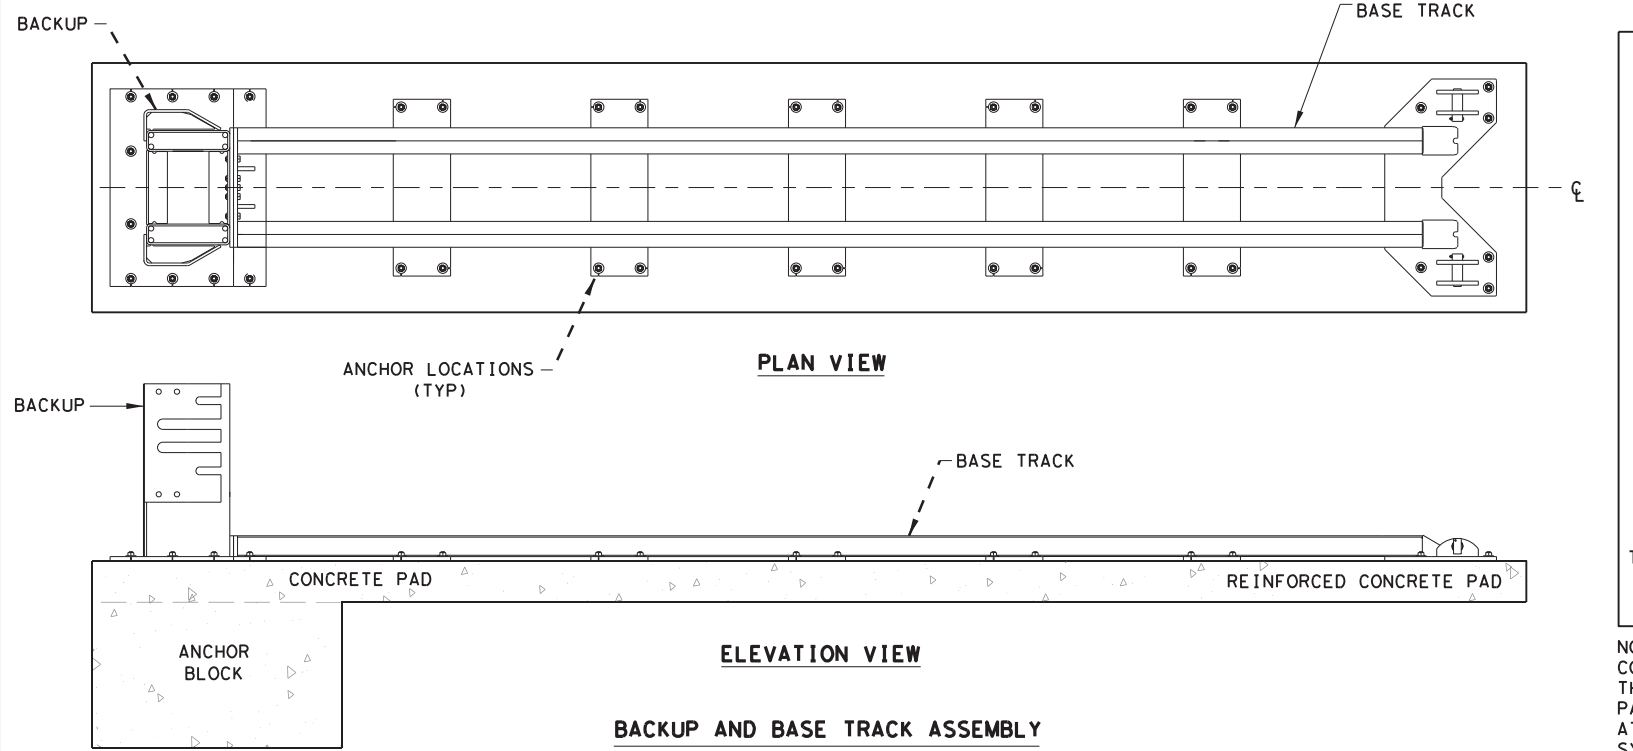 BACKUP
BASE TRACK
℄
ANCHOR LOCATIONS
(TYP)
PLAN VIEW
BACKUP
BASE TRACK
CONCRETE PAD
REINFORCED CONCRETE PAD
ANCHOR
BLOCK
ELEVATION VIEW
BACKUP AND BASE TRACK ASSEMBLY